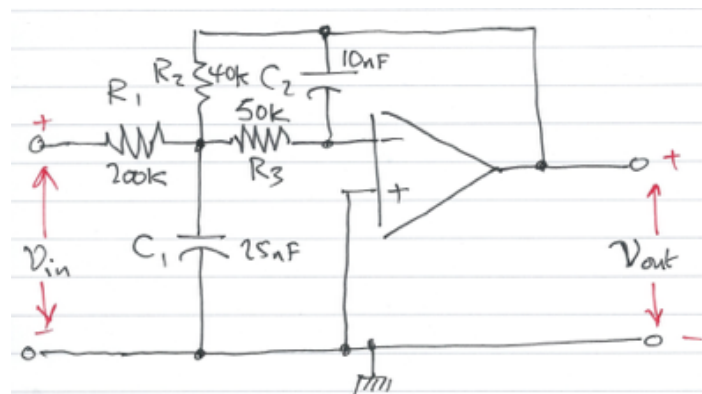 R2 40k C2 10nF
R1 50k
+ −
200k R3
+
+
Vin C1 25nF Vout
−
−